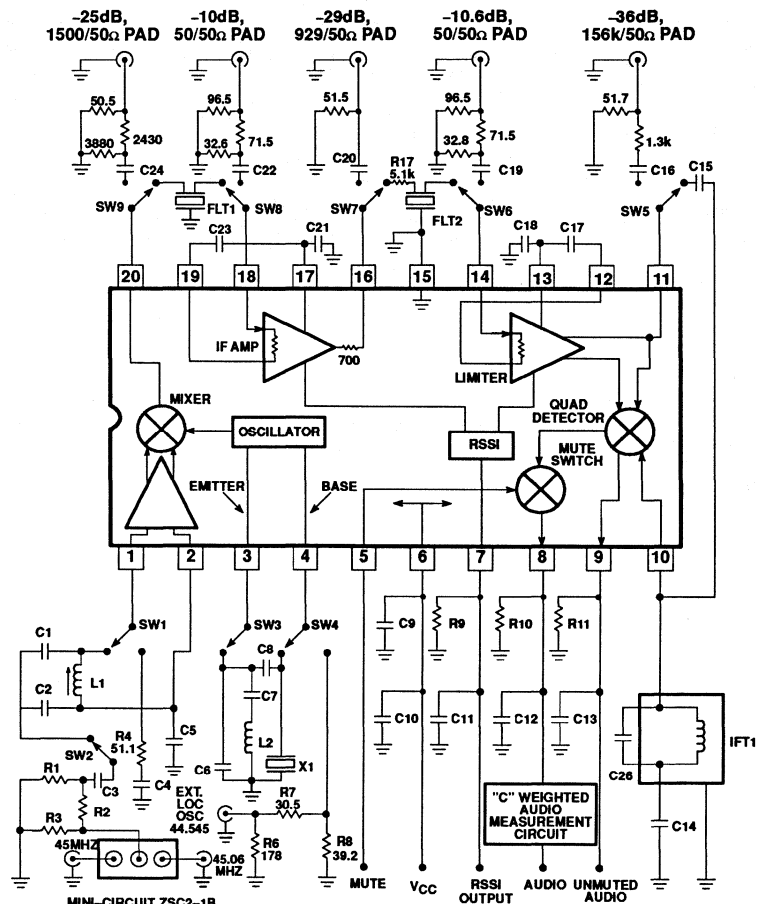 –25dB,
1500/50Ω PAD
–10dB,
50/50Ω PAD
–29dB,
929/50Ω PAD
–10.6dB,
50/50Ω PAD
–36dB,
156k/50Ω PAD
50.5
3880
2430
C24
96.5
32.6
71.5
C22
51.5
C20
R17
5.1k
96.5
32.8
71.5
C19
51.7
1.3k
C16
C15
SW9
FLT1
SW8
SW7
FLT2
SW6
SW5
C23
C21
C18
C17
20
19
18
17
16
15
14
13
12
11
IF AMP
700
LIMITER
MIXER
OSCILLATOR
RSSI
QUAD
DETECTOR
MUTE
SWITCH
EMITTER
BASE
1
2
3
4
5
6
7
8
9
10
SW1
SW3
SW4
C1
L1
C2
C8
C7
L2
X1
C6
C9
R9
R10
R11
C10
C11
C12
C13
SW2
R4
51.1
C5
R1
C3
C4
R2
R3
45MHZ
45.06
MHZ
MINI–CIRCUIT ZSC2–1B
EXT.
LOC
OSC
44.545
R7
30.5
R6
178
R8
39.2
"C" WEIGHTED
AUDIO
MEASUREMENT
CIRCUIT
C26
IFT1
C14
MUTE
VCC
RSSI
OUTPUT
AUDIO
UNMUTED
AUDIO